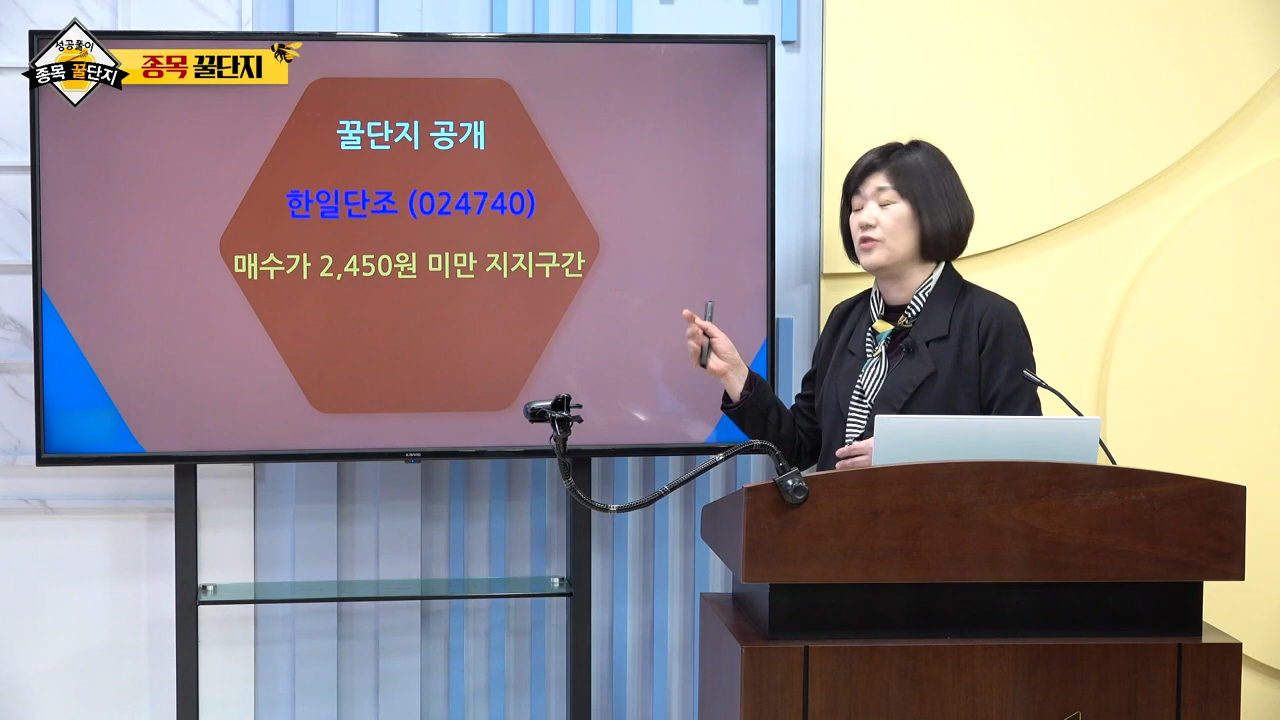 성공풀이
종목 꿀단지
종목 꿀단지
꿀단지 공개
한일단조 (024740)
매수가 2,450원 미만 지지구간